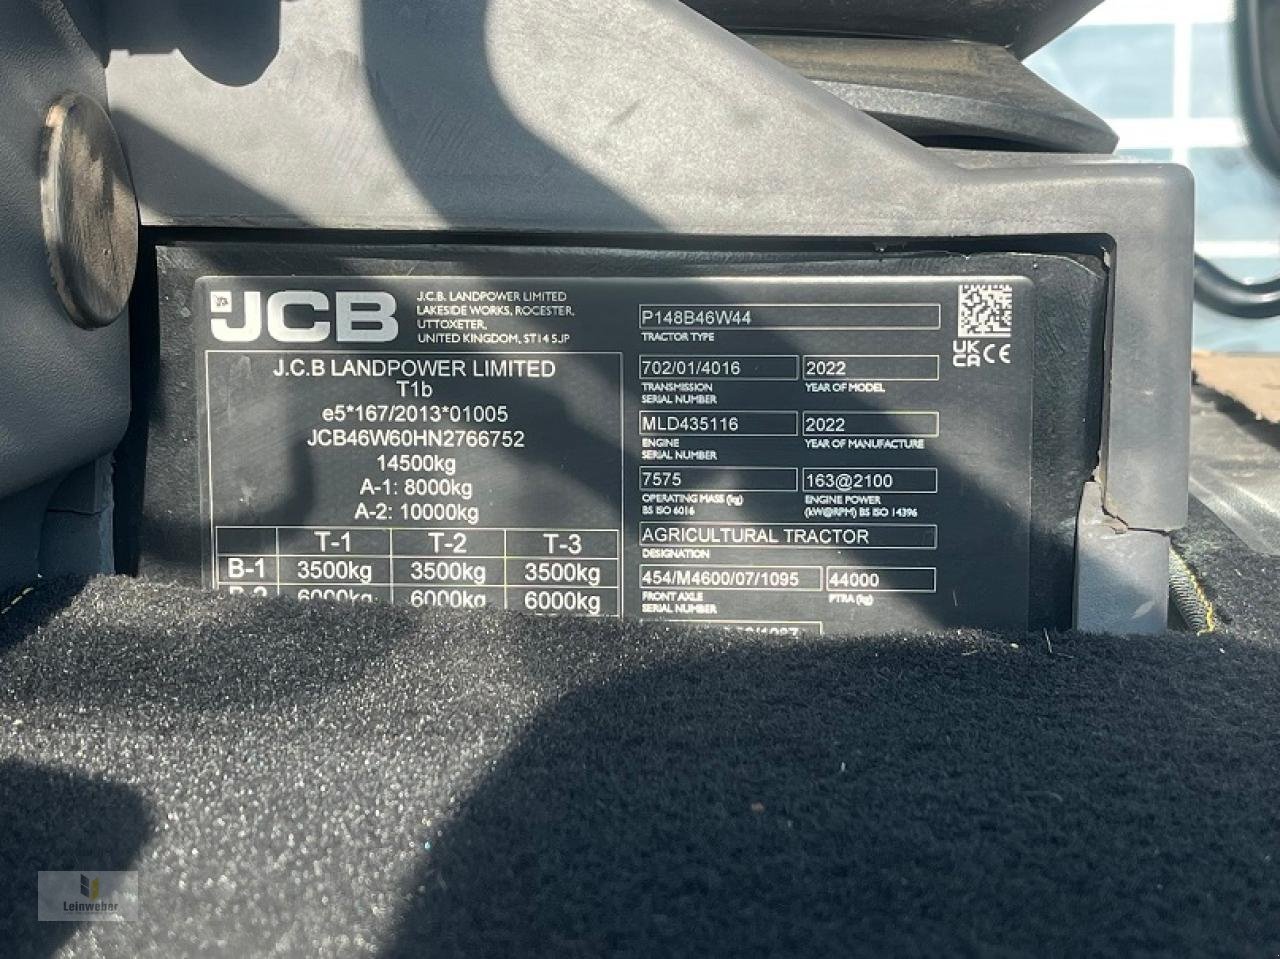 JCB
J.C.B. LANDPOWER LIMITED
LAKESIDE WORKS, ROCESTER,
UTTOXETER,
UNITED KINGDOM, ST14 5JP
J.C.B LANDPOWER LIMITED
T1b
e5*167/2013*01005
JCB46W60HN2766752
14500kg
A-1: 8000kg
A-2: 10000kg
T-1 T-2 T-3
B-1 3500kg 3500kg 3500kg
B-2 6000kg 6000kg 6000kg
P148B46W44
TRACTOR TYPE
UK CA CE
702/01/4016 2022
TRANSMISSION SERIAL NUMBER YEAR OF MODEL
MLD435116 2022
ENGINE SERIAL NUMBER YEAR OF MANUFACTURE
7575 163@2100
OPERATING MASS (kg) ENGINE POWER
BS ISO 6016 (kW@RPM) BS ISO 14396
AGRICULTURAL TRACTOR
DESIGNATION
454/M4600/07/1095 44000
FRONT AXLE PTRA (kg)
SERIAL NUMBER
Leinweber